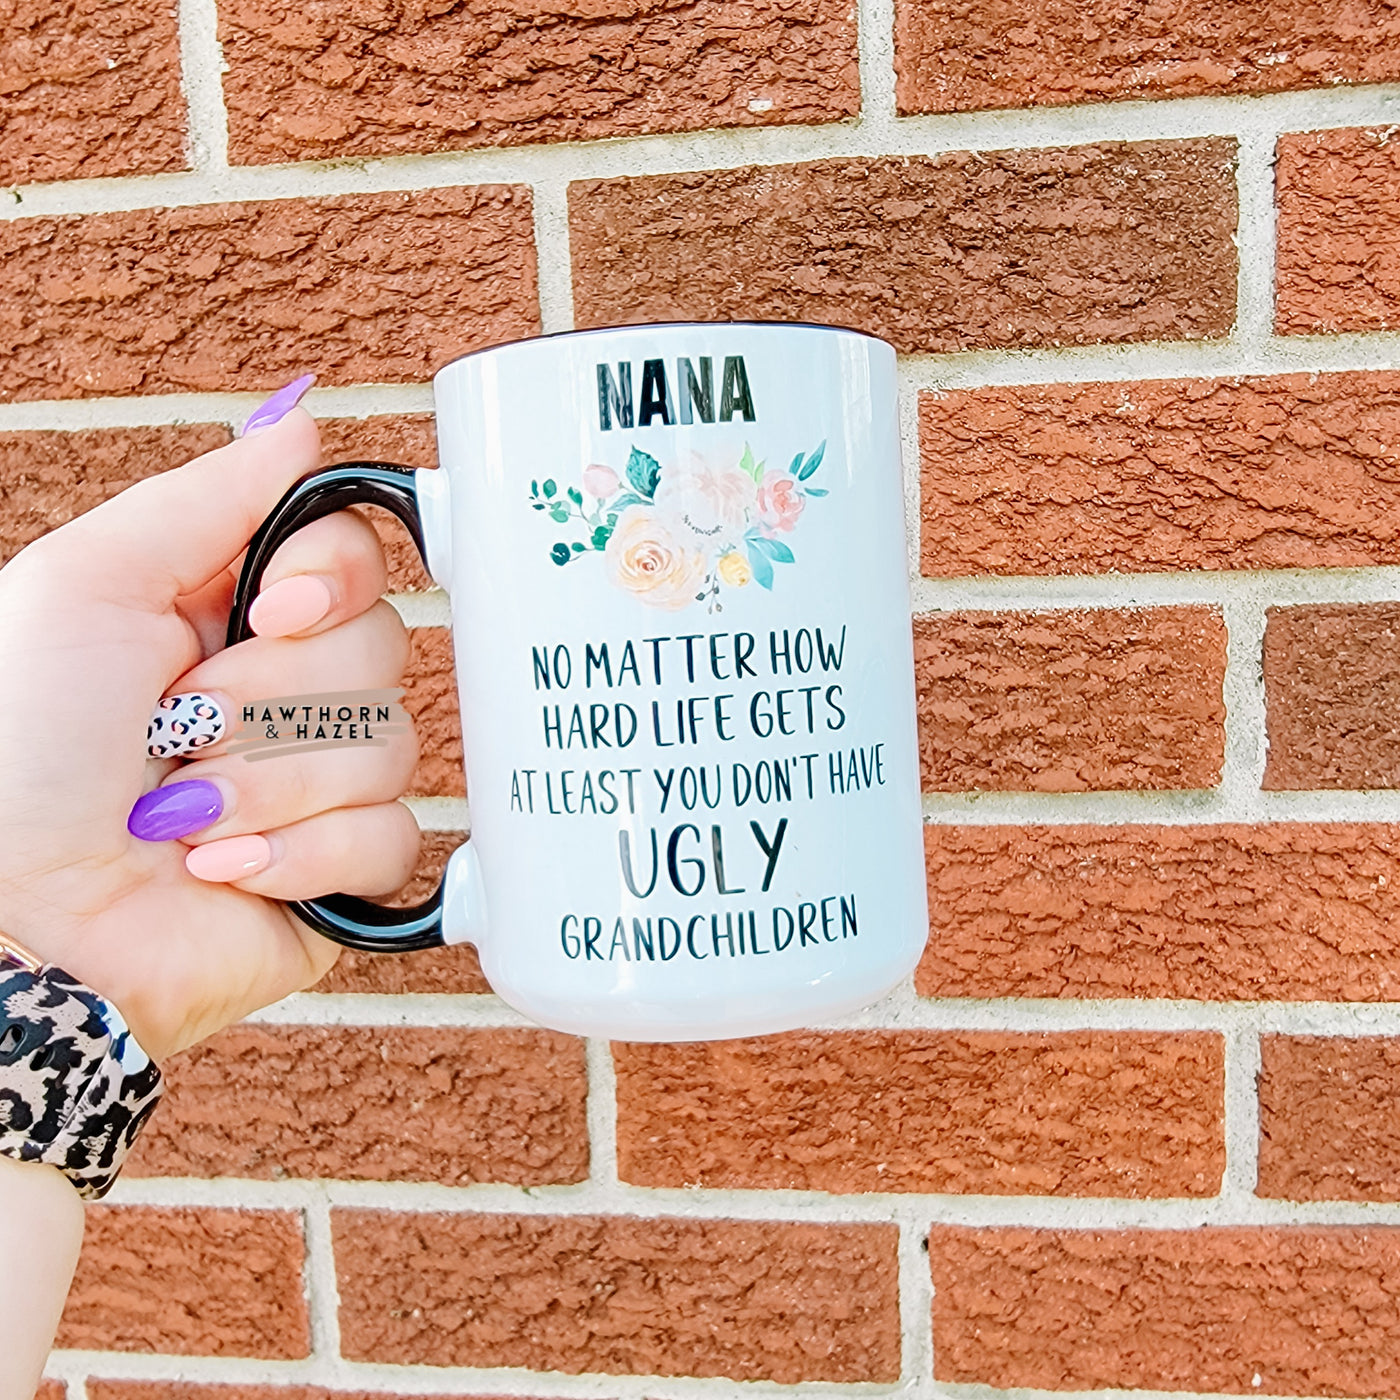 NANA
NO MATTER HOW
HARD LIFE GETS
AT LEAST YOU DON'T HAVE
UGLY
GRANDCHILDREN
HAWTHORN
& HAZEL